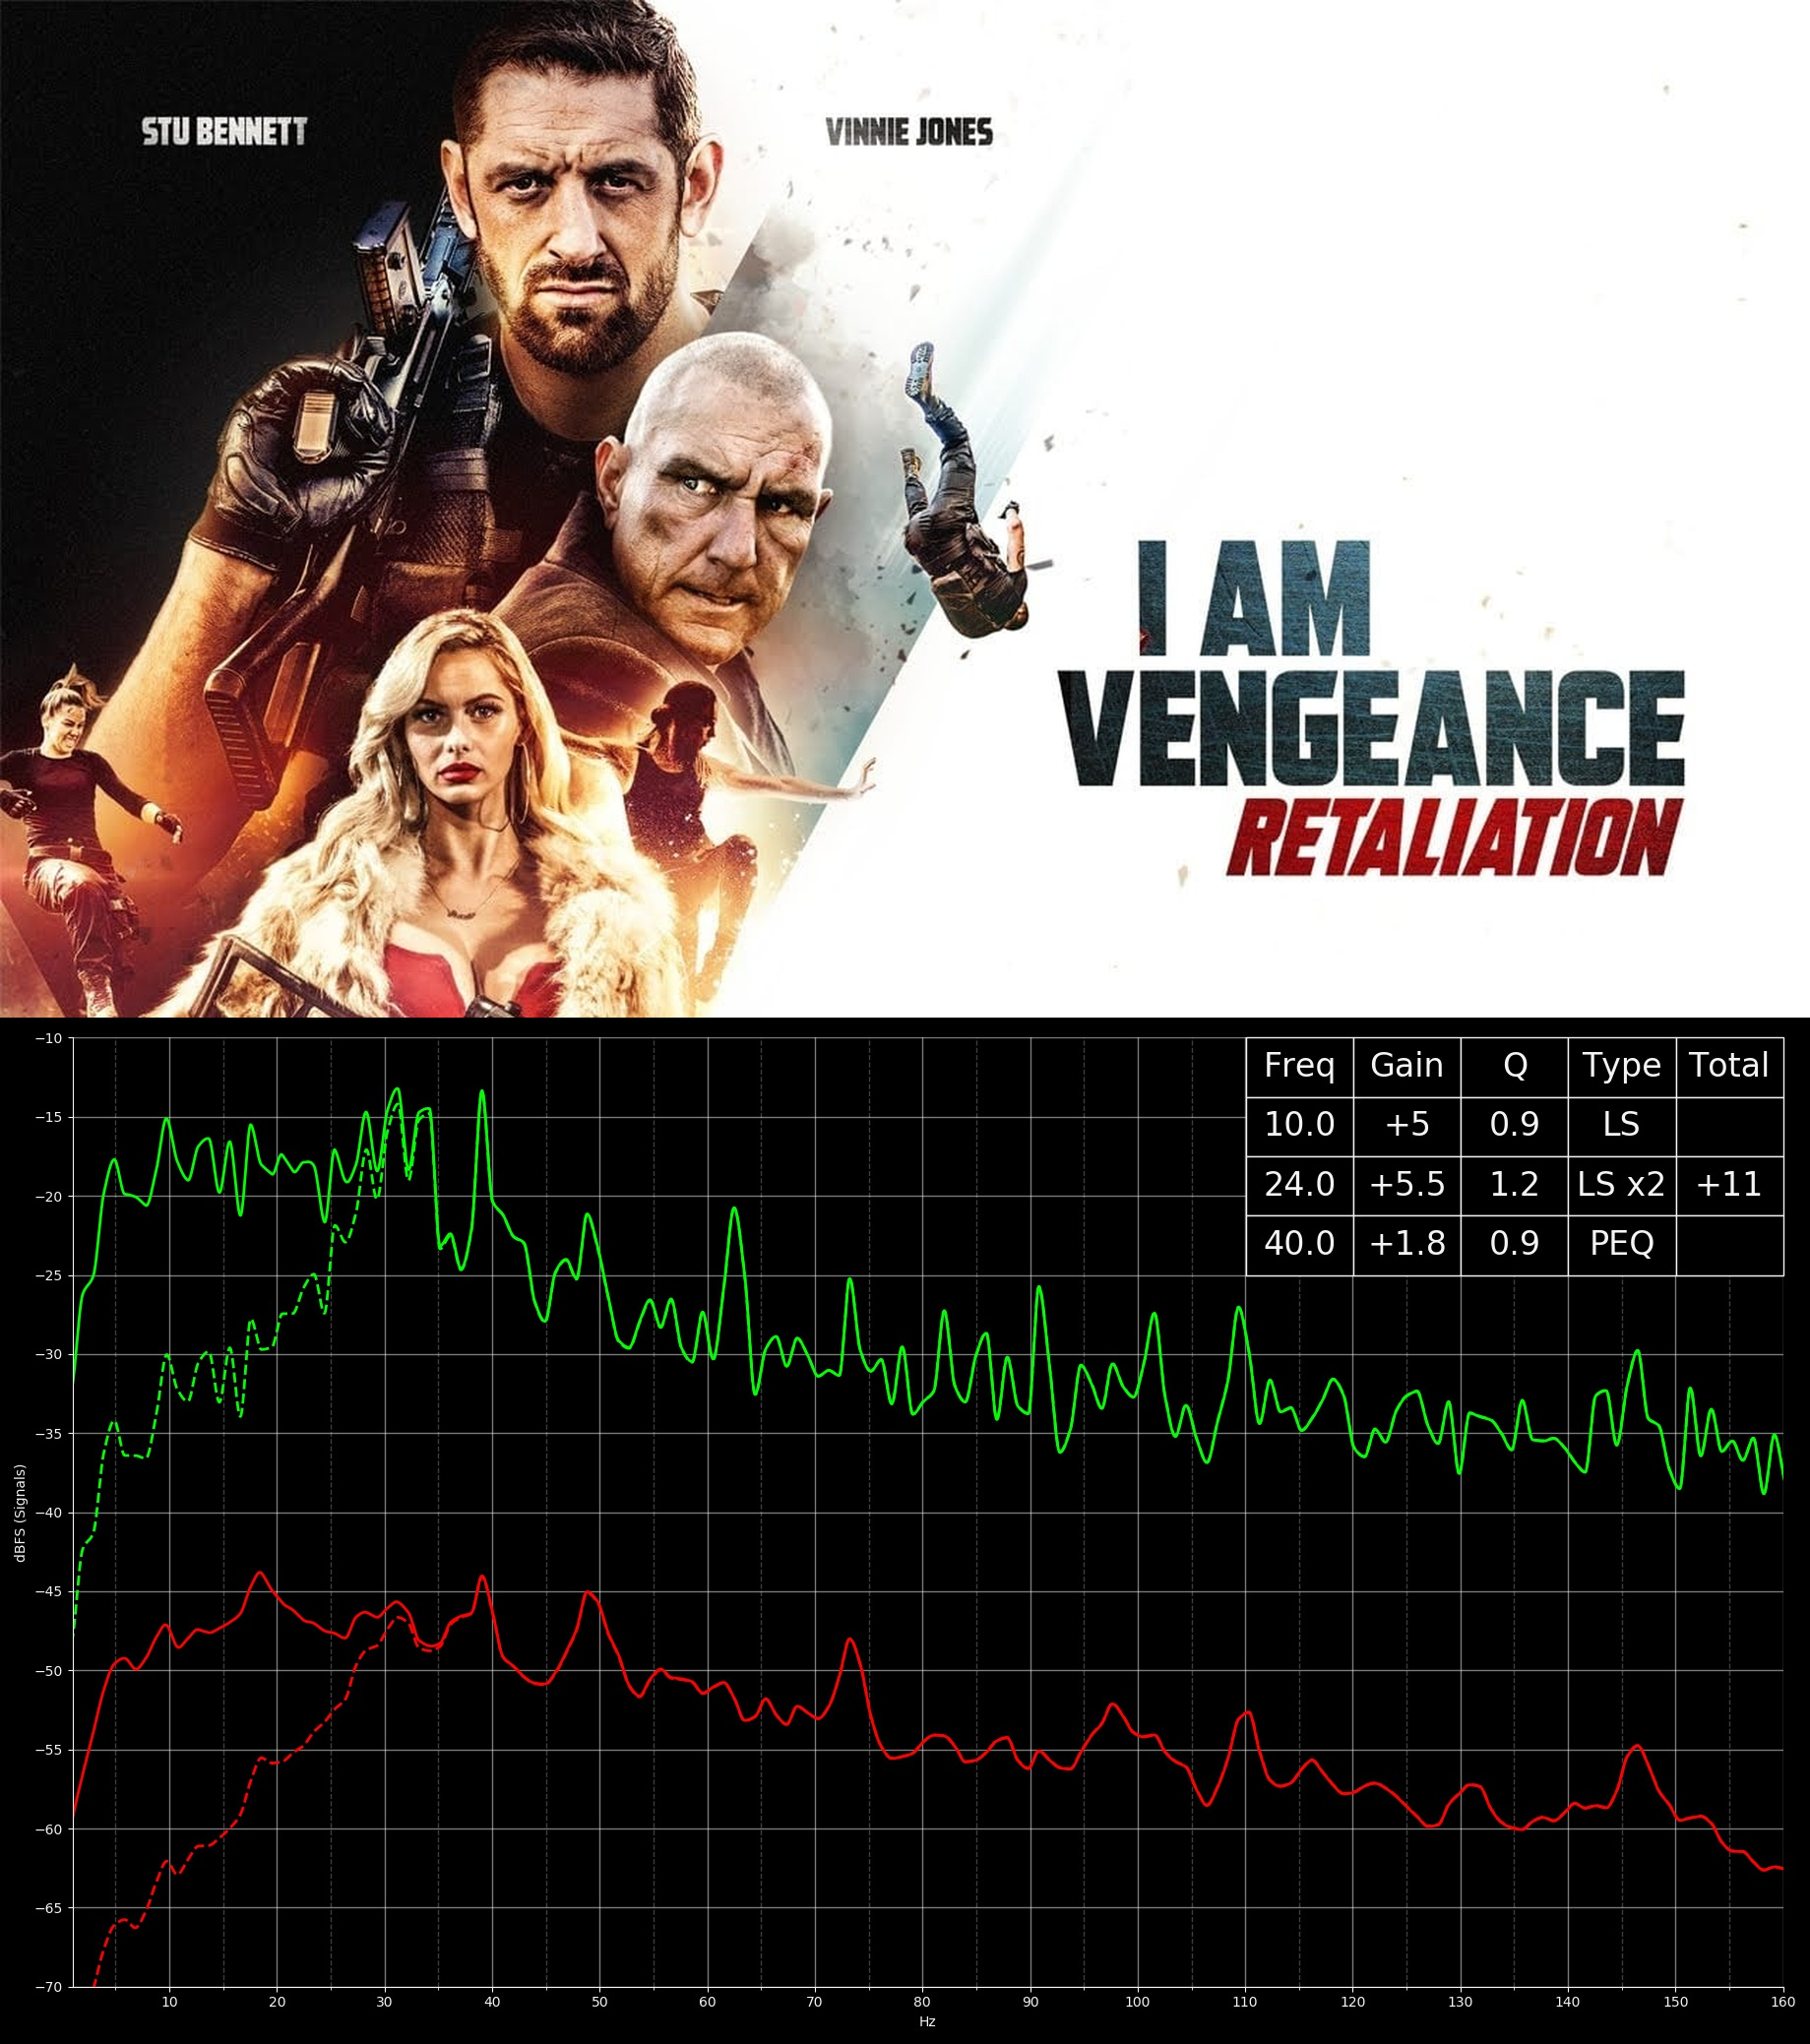 STU BENNETT
VINNIE JONES
I AM
VENGEANCE
RETALIATION
Freq Gain Q Type Total
10.0 +5 0.9 LS
24.0 +5.5 1.2 LS x2 +11
40.0 +1.8 0.9 PEQ
−10
−15
−20
−25
−30
−35
−40
−45
−50
−55
−60
−65
−70
dBFS (Signals)
10 20 30 40 50 60 70 80 90 100 110 120 130 140 150 160
Hz